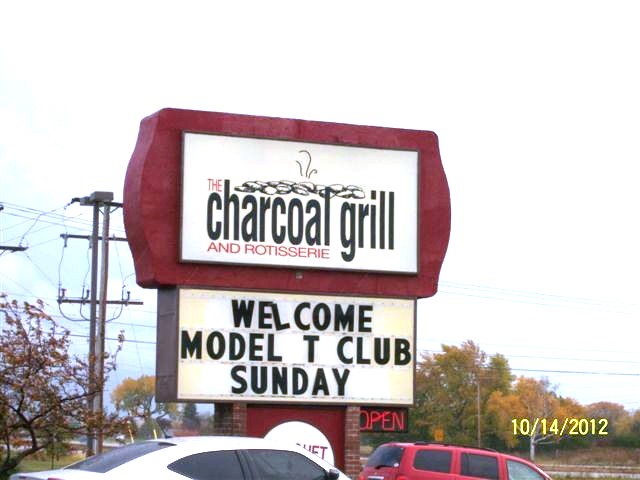 THE
charcoal grill
AND ROTISSERIE
WELCOME
MODEL T CLUB
SUNDAY
OPEN
10/14/2012